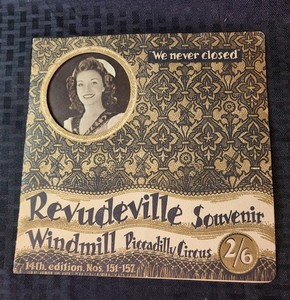 We never closed
Revudeville Souvenir
Windmill Piccadilly Circus 2/6
14th. edition. Nos. 151-157.